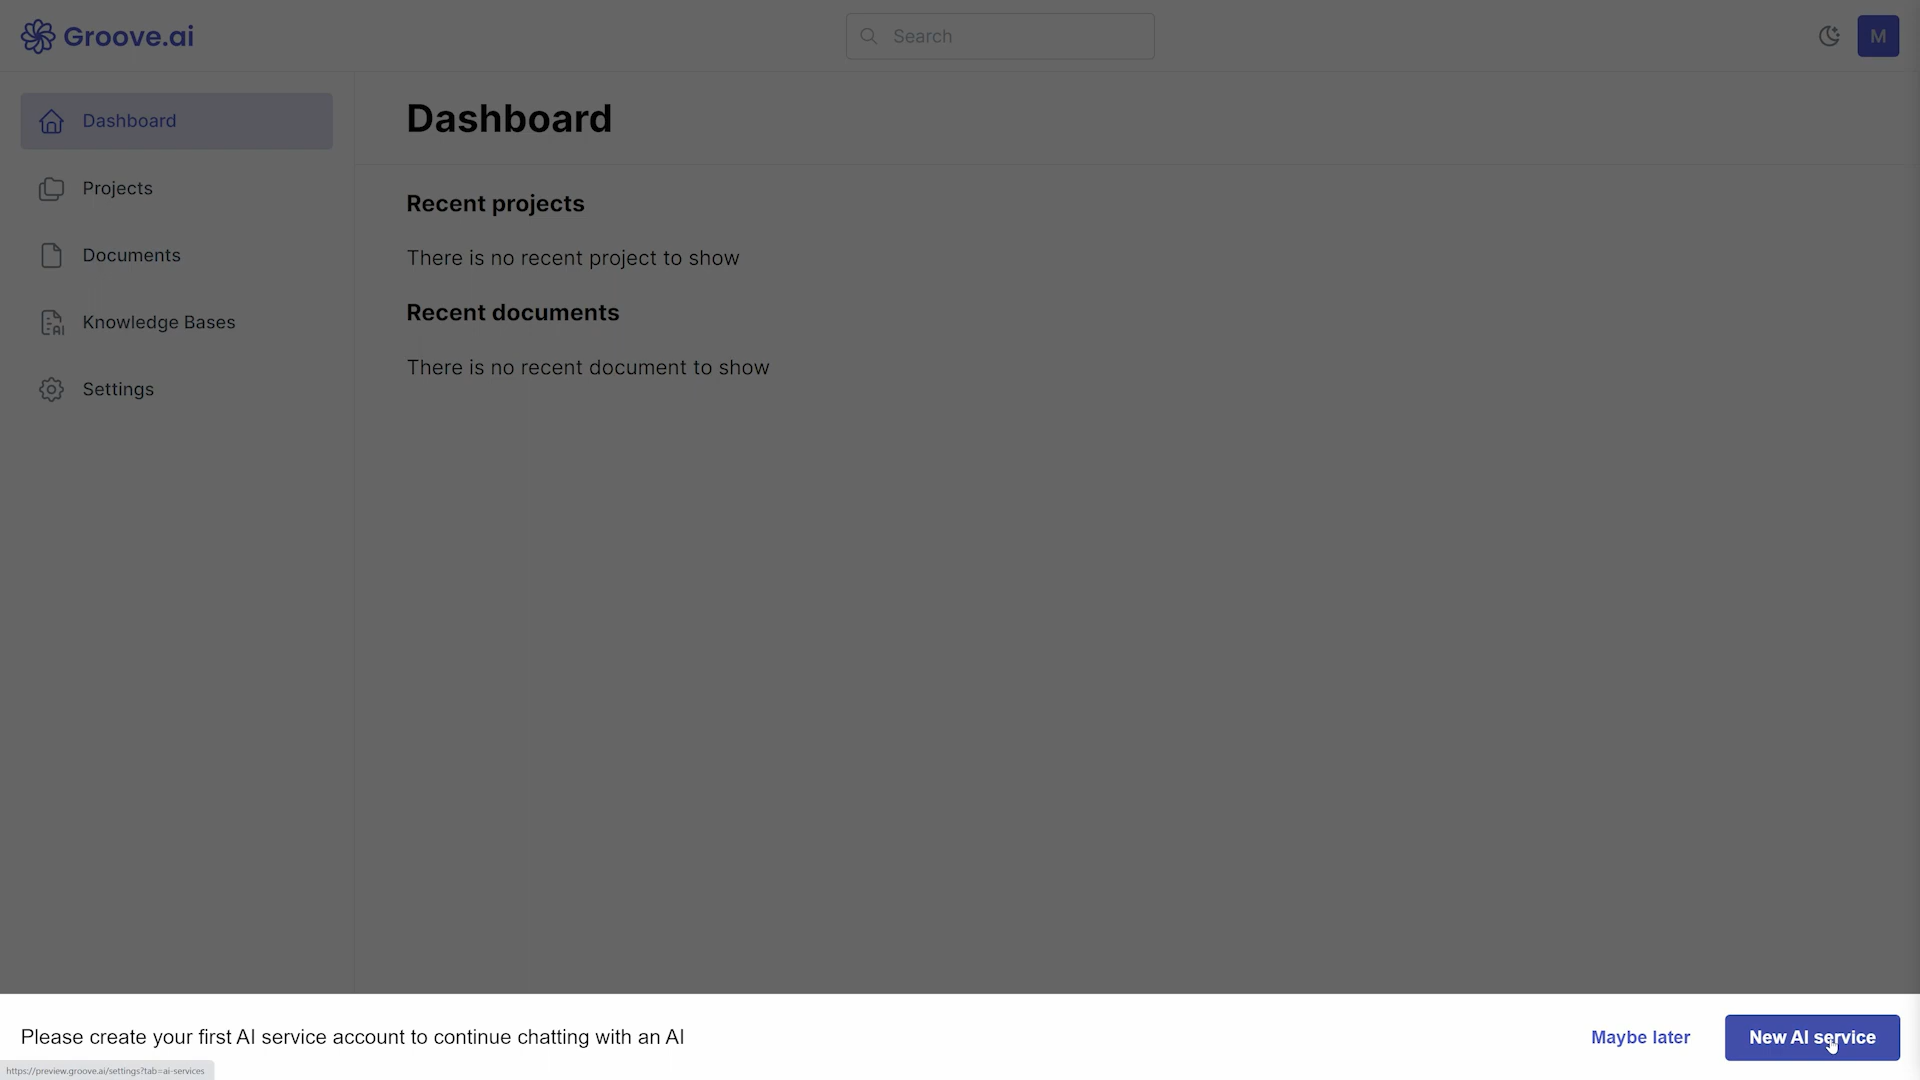 Groove.ai
Search
M
Dashboard
Projects
Documents
Knowledge Bases
Settings
Dashboard
Recent projects
There is no recent project to show
Recent documents
There is no recent document to show
Please create your first AI service account to continue chatting with an AI
Maybe later
New AI service
https://preview.groove.ai/settings?tab=ai-services